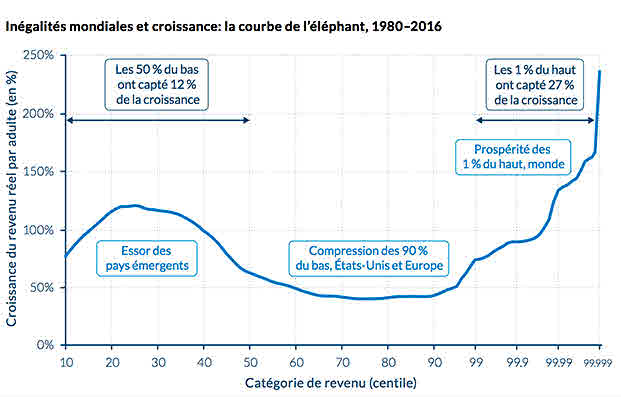 Inégalités mondiales et croissance: la courbe de l'éléphant, 1980–2016
250%
200%
150%
100%
50%
0%
Croissance du revenu réel par adulte (en %)
Les 50 % du bas
ont capté 12 %
de la croissance
Les 1 % du haut
ont capté 27 %
de la croissance
Prospérité des
1 % du haut, monde
Essor des
pays émergents
Compression des 90 %
du bas, États-Unis et Europe
10 20 30 40 50 60 70 80 90 99 99.9 99.99 99.999
Catégorie de revenu (centile)